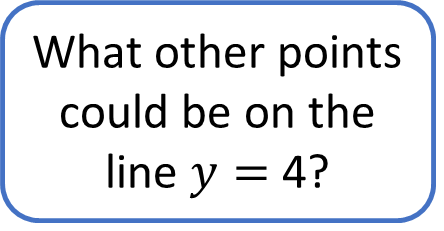 What other points
could be on the
line 𝑦 = 4?